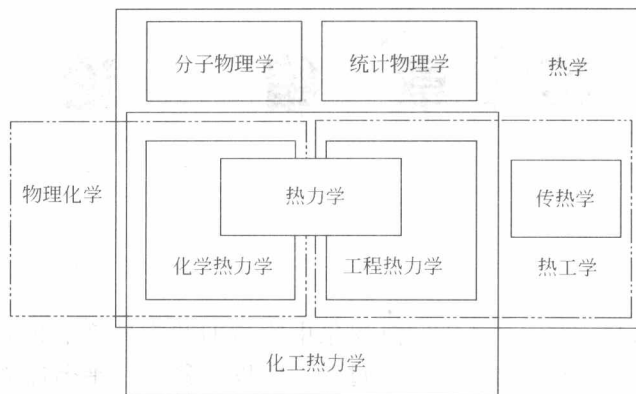 分子物理学
统计物理学
热学
物理化学
热力学
传热学
化学热力学
工程热力学
热工学
化工热力学